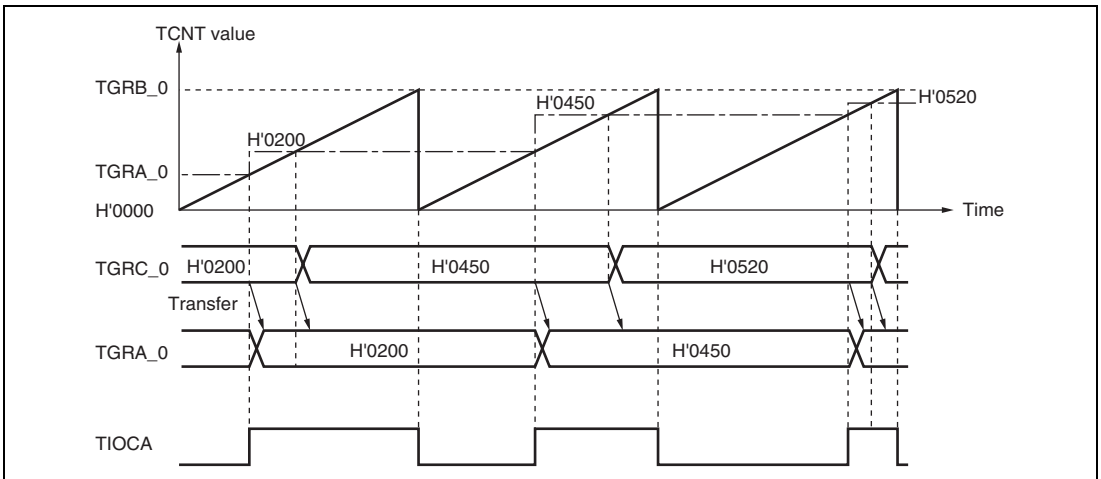 TCNT value
TGRB_0
H'0520
H'0450
H'0200
TGRA_0
H'0000
Time
TGRC_0 H'0200 H'0450 H'0520
Transfer
TGRA_0 H'0200 H'0450
TIOCA